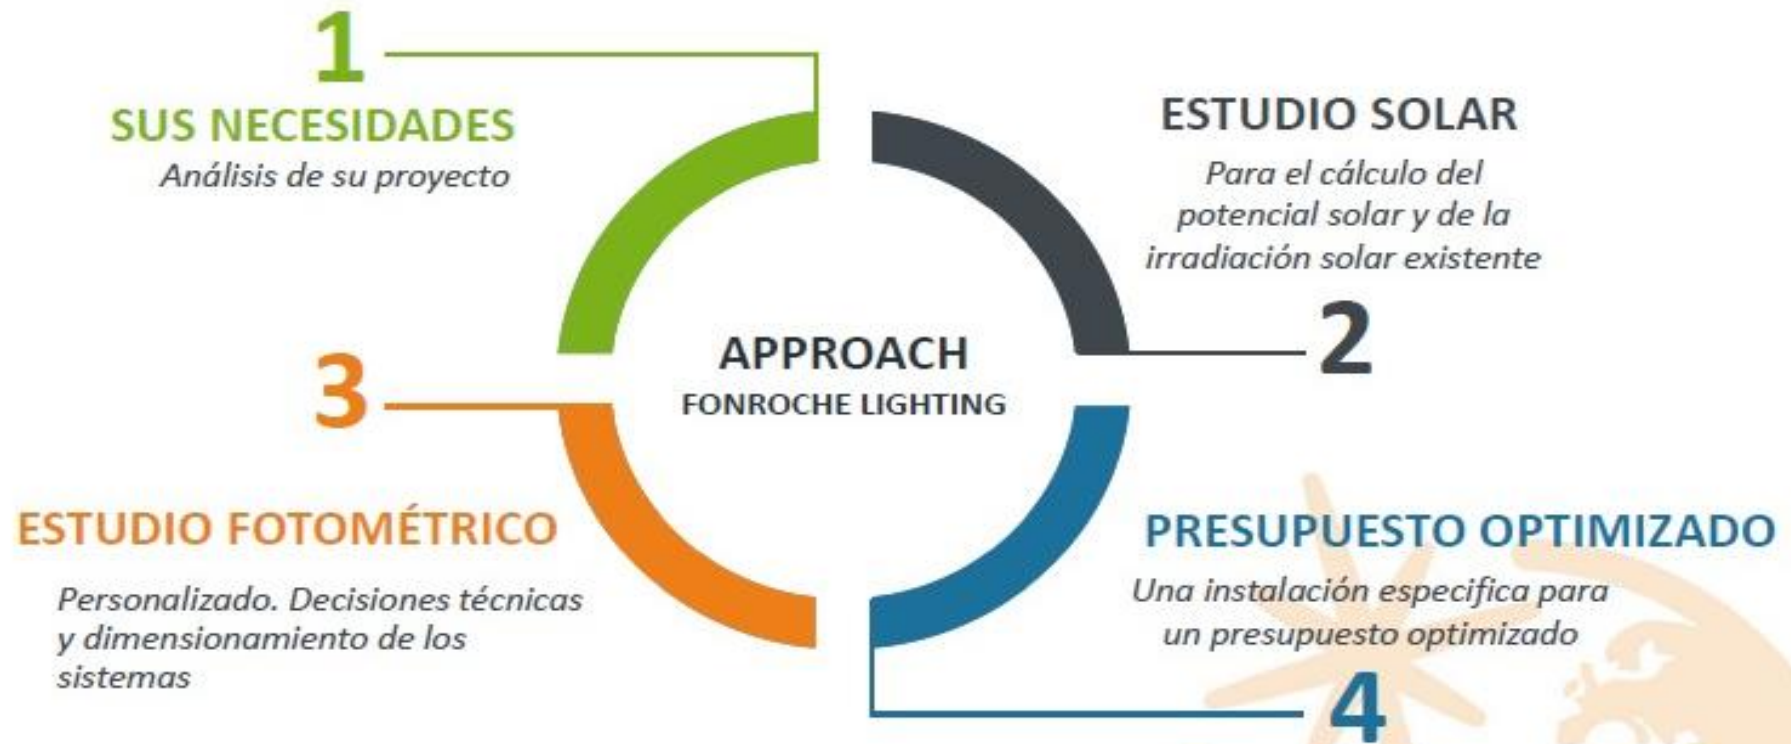 1
SUS NECESIDADES
Análisis de su proyecto
ESTUDIO SOLAR
Para el cálculo del
potencial solar y de la
irradiación solar existente
2
APPROACH
FONROCHE LIGHTING
3
ESTUDIO FOTOMÉTRICO
Personalizado. Decisiones técnicas
y dimensionamiento de los
sistemas
PRESUPUESTO OPTIMIZADO
Una instalación especifica para
un presupuesto optimizado
4